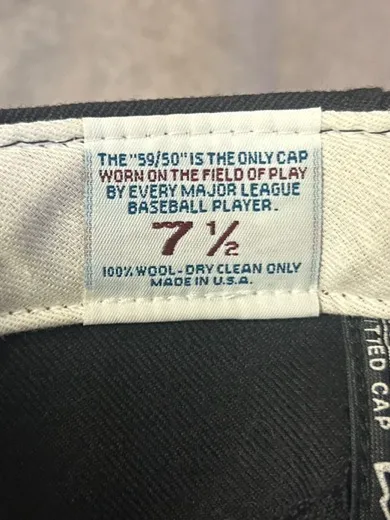 THE "59/50" IS THE ONLY CAP
WORN ON THE FIELD OF PLAY
BY EVERY MAJOR LEAGUE
BASEBALL PLAYER.
7 ½
100% WOOL-DRY CLEAN ONLY
MADE IN U.S.A.
CAP